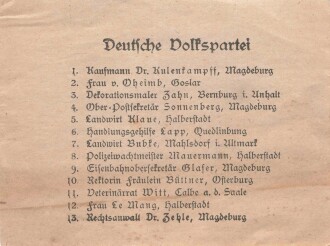 Deutsche Volkspartei
1. Kaufmann Dr. Kulenkampff, Magdeburg
2. Frau v. Oheimb, Goslar
3. Dekorationsmaler Zahn, Bernburg i. Anhalt
4. Ober-Postsekretär Sonnenberg, Magdeburg
5. Landwirt Klaue, Halberstadt
6. Handlungsgehilfe Lapp, Quedlinburg
7. Landwirt Bubke, Mahlsdorf i. Altmark
8. Polizeiwachtmeister Mauermann, Halberstadt
9. Eisenbahnobersekretär Glaser, Magdeburg
10. Rektorin Fräulein Büttner, Osterburg
11. Veterinärrat Witt, Calbe a. d. Saale
12. Frau Le Mang, Halberstadt
13. Rechtsanwalt Dr. Zehle, Magdeburg